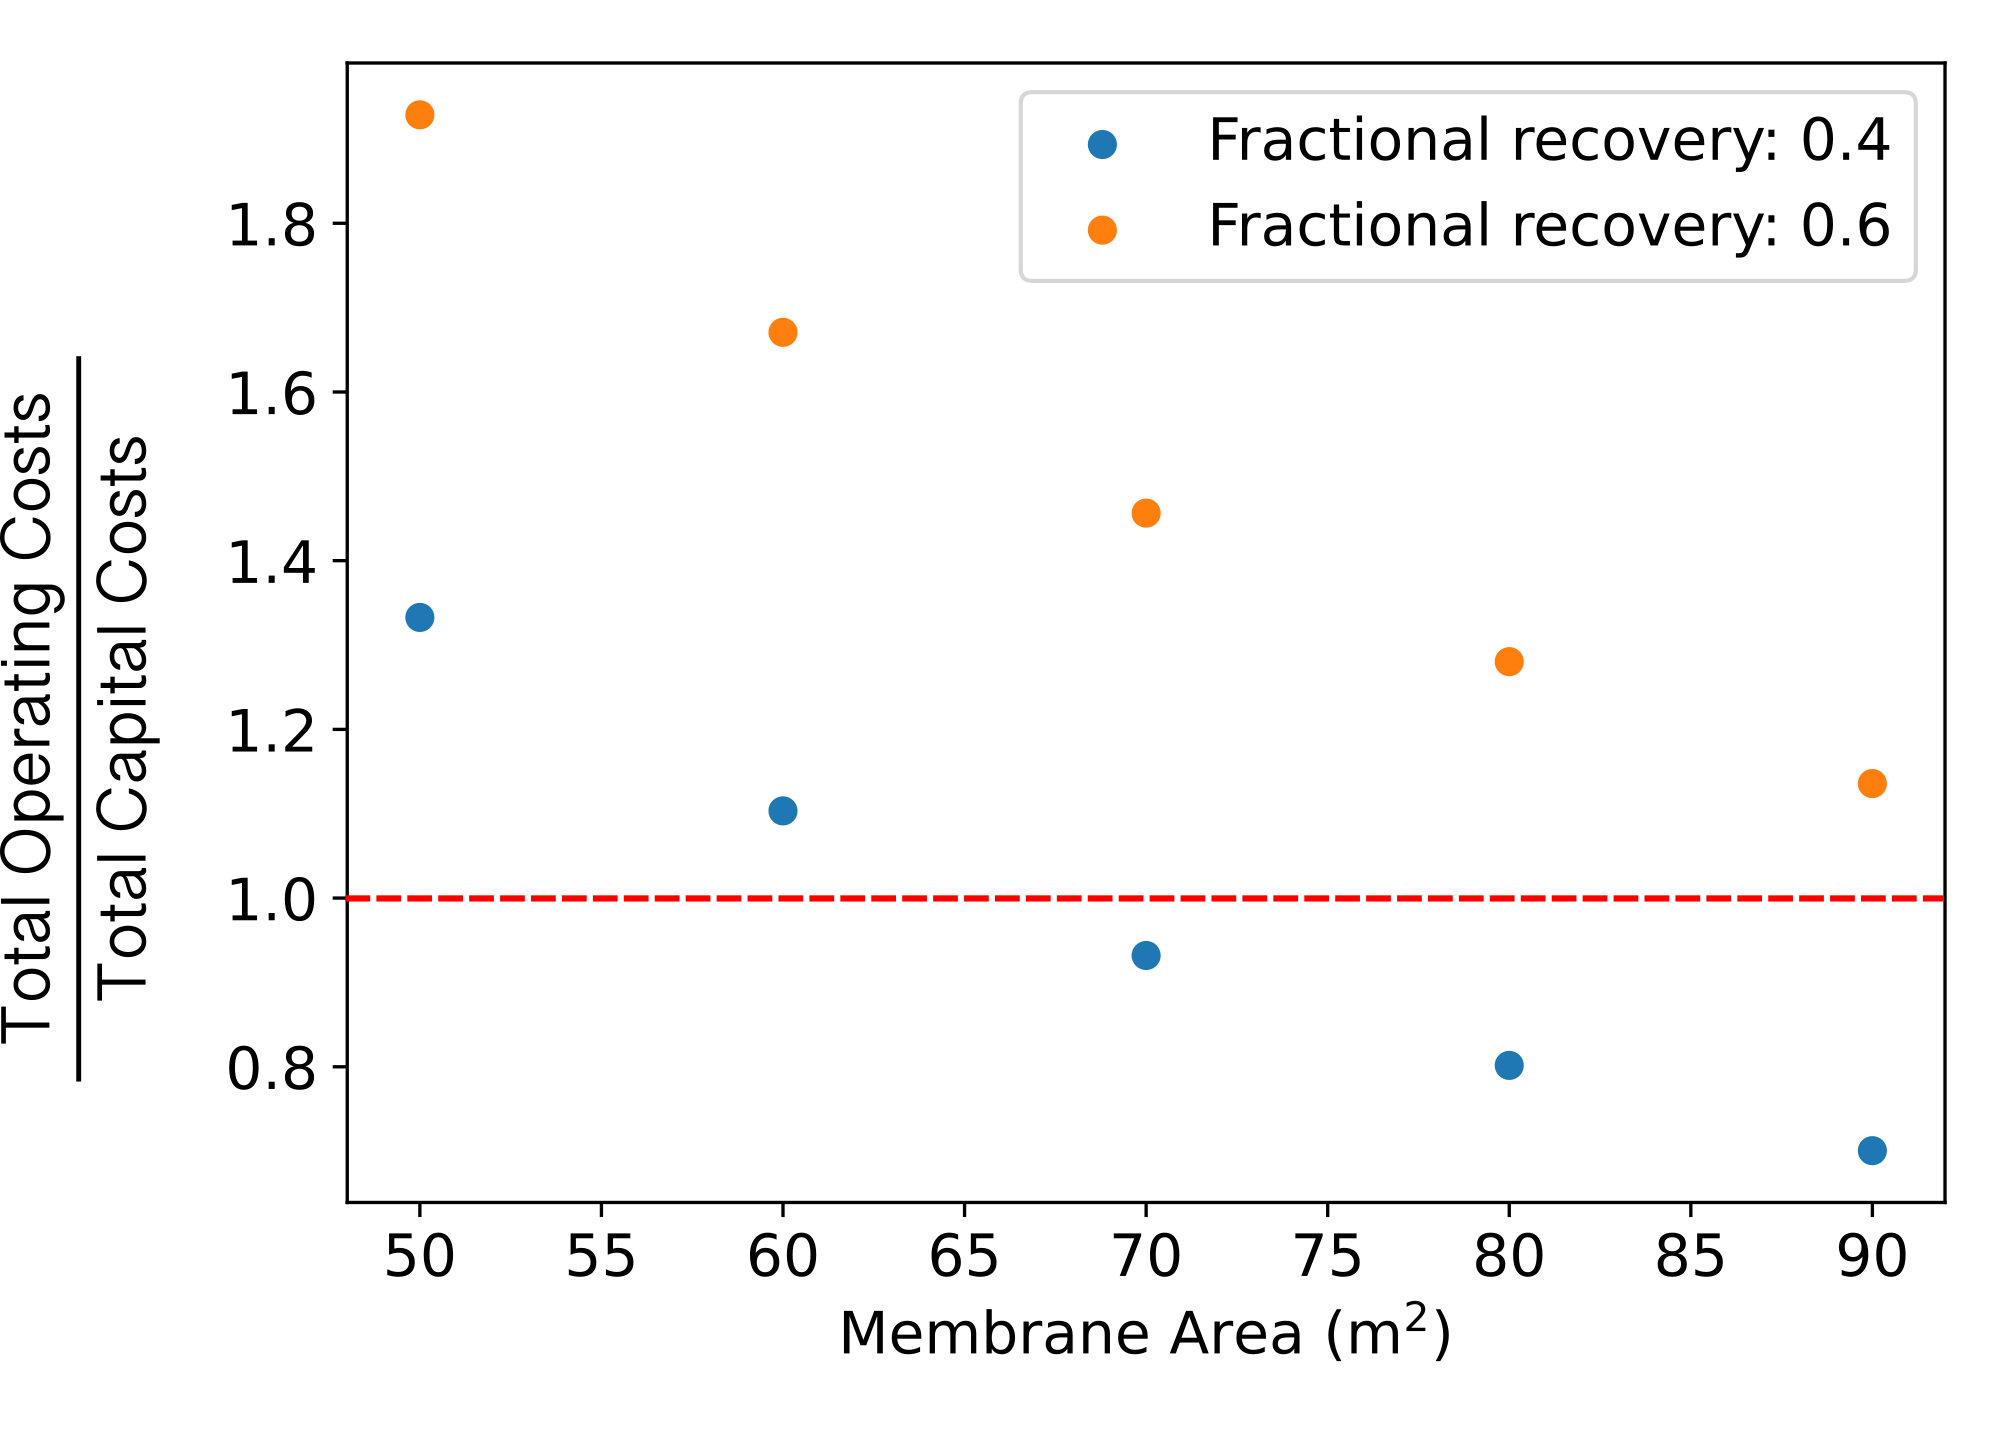 Total Operating Costs
Total Capital Costs
1.8
1.6
1.4
1.2
1.0
0.8
Fractional recovery: 0.4
Fractional recovery: 0.6
50 55 60 65 70 75 80 85 90
Membrane Area (m²)